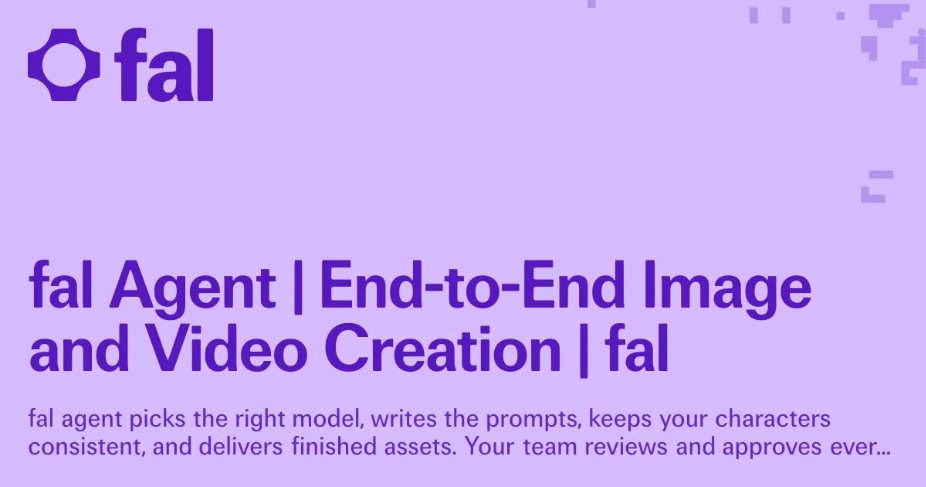 fal
fal Agent | End-to-End Image
and Video Creation | fal
fal agent picks the right model, writes the prompts, keeps your characters
consistent, and delivers finished assets. Your team reviews and approves ever...